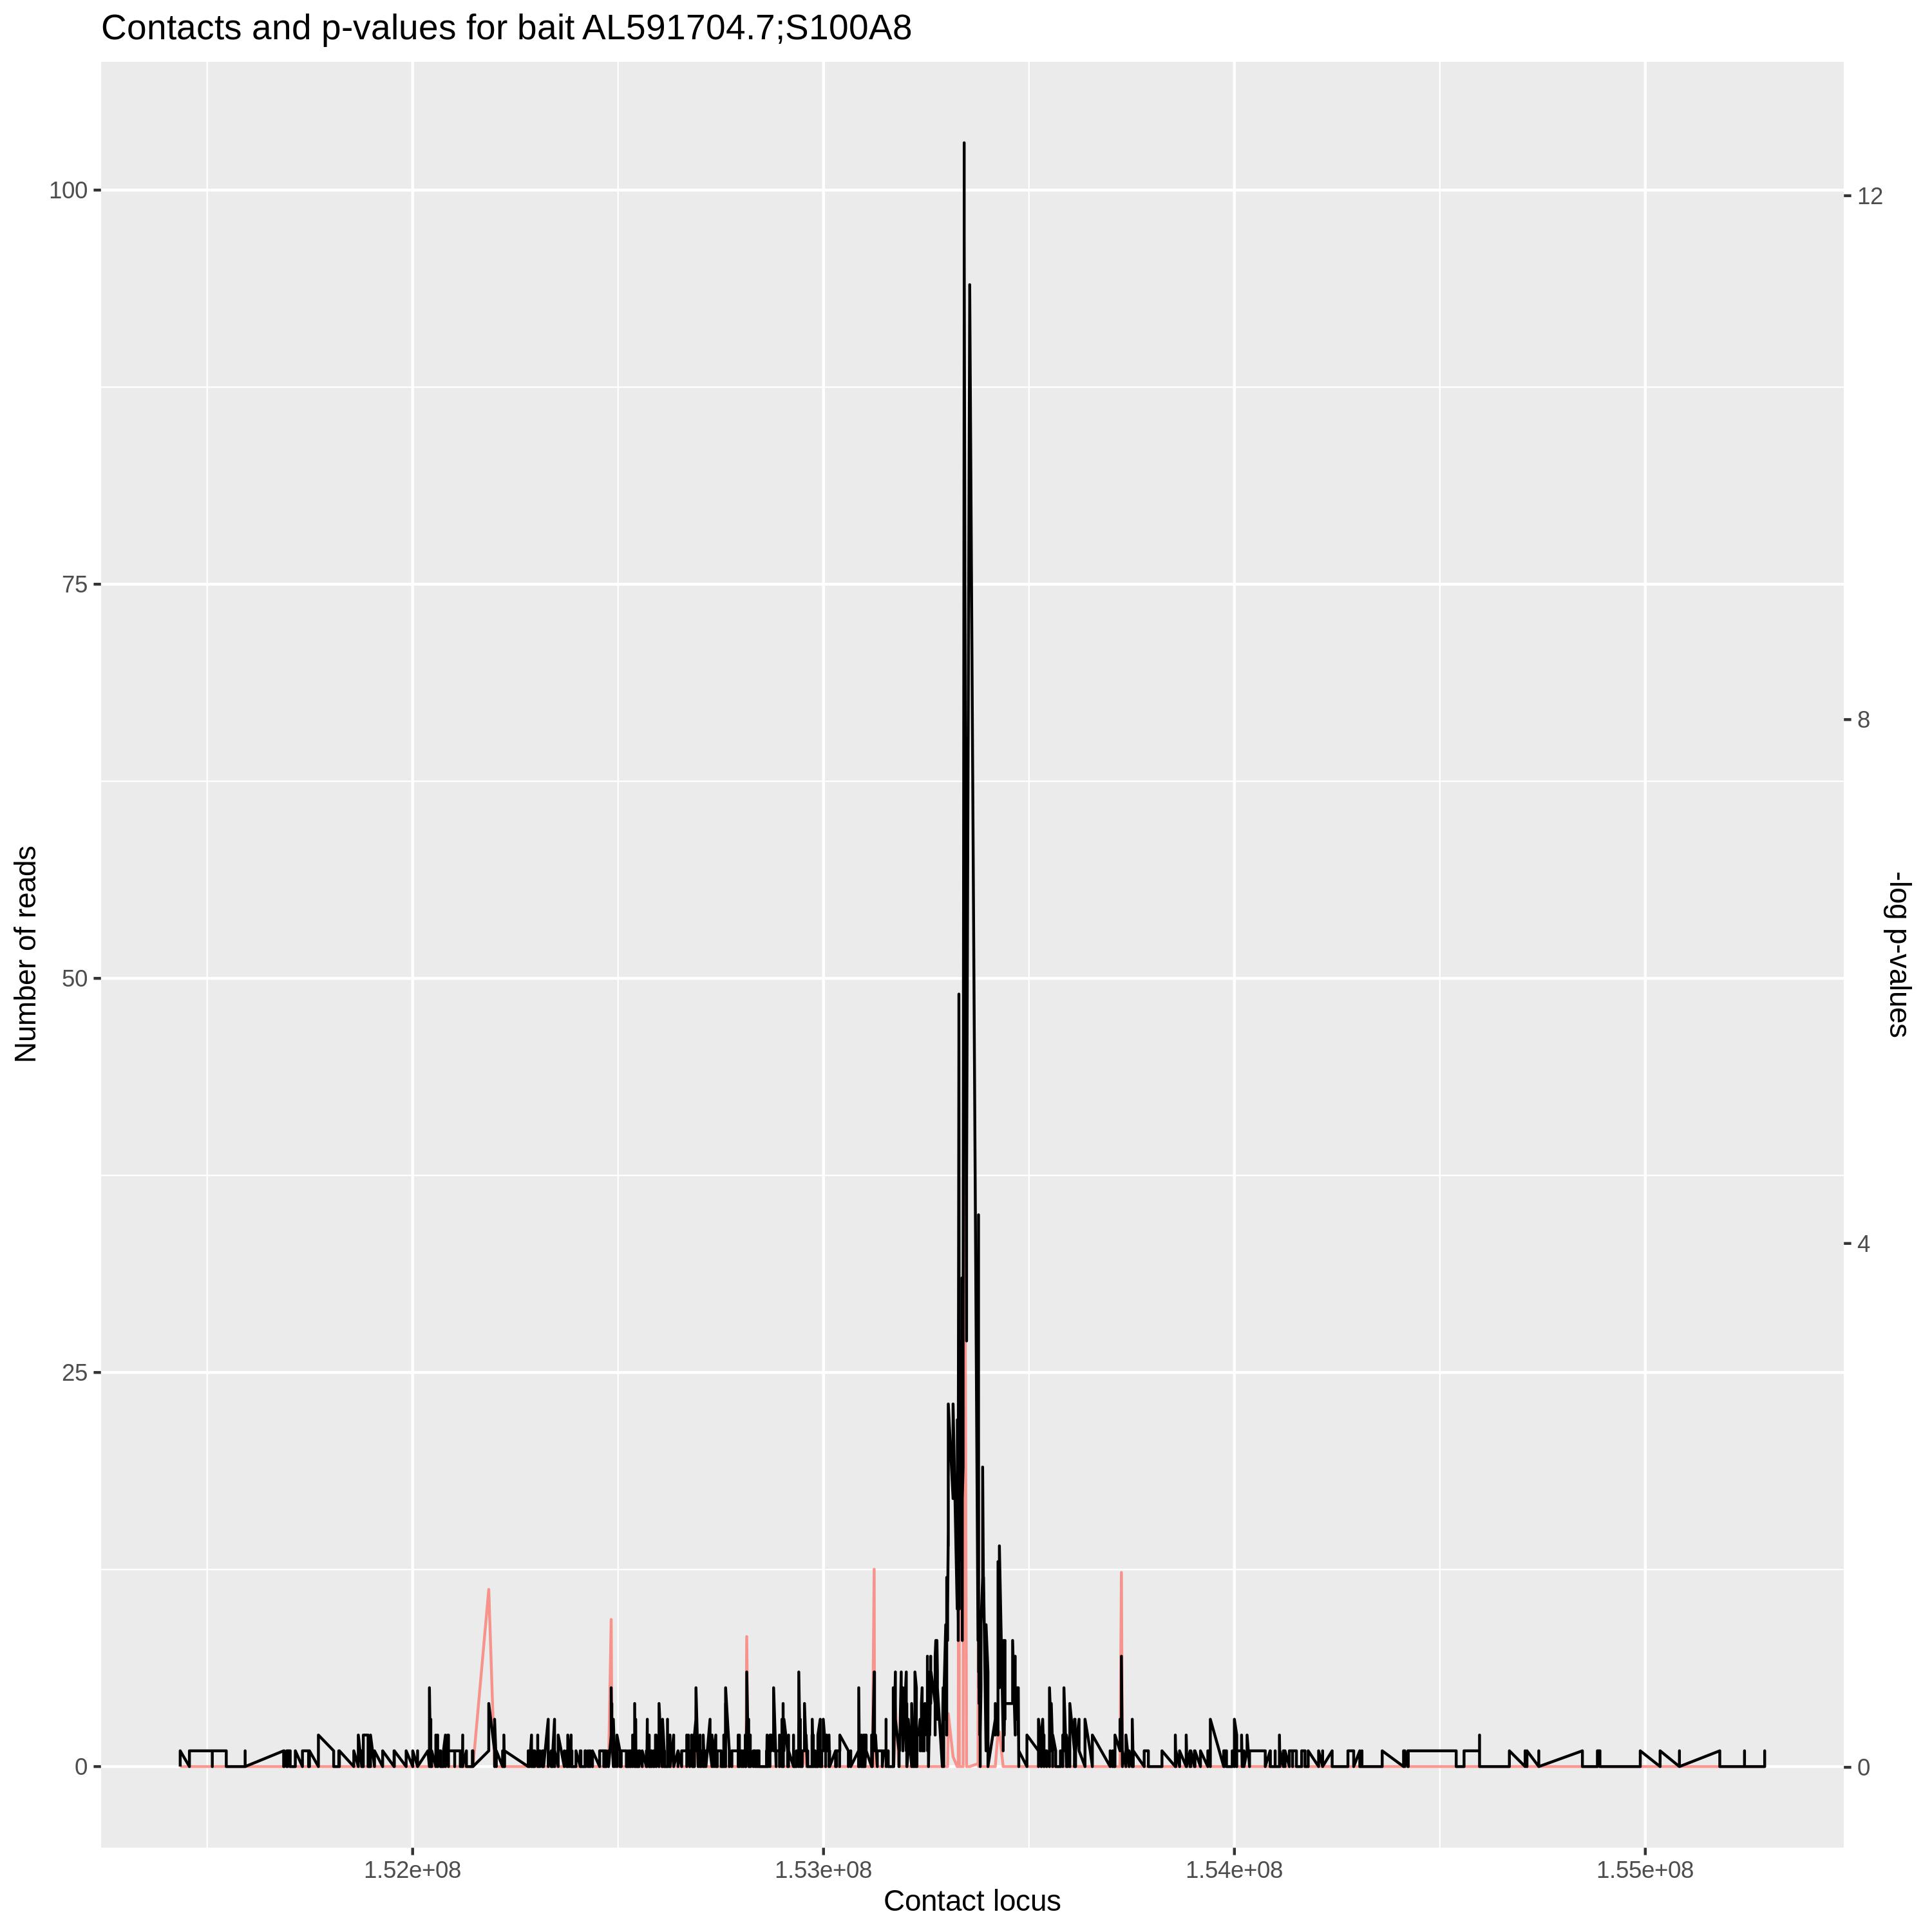 Contacts and p-values for bait AL591704.7;S100A8
100
75
50
25
0
Number of reads
12
8
4
0
-log p-values
1.52e+08
1.53e+08
1.54e+08
1.55e+08
Contact locus